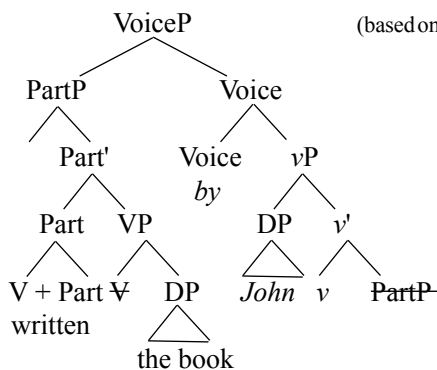 VoiceP (based on
PartP Voice
Part' Voice vP
by
Part VP DP v'
V + Part V DP John v PartP
written
the book